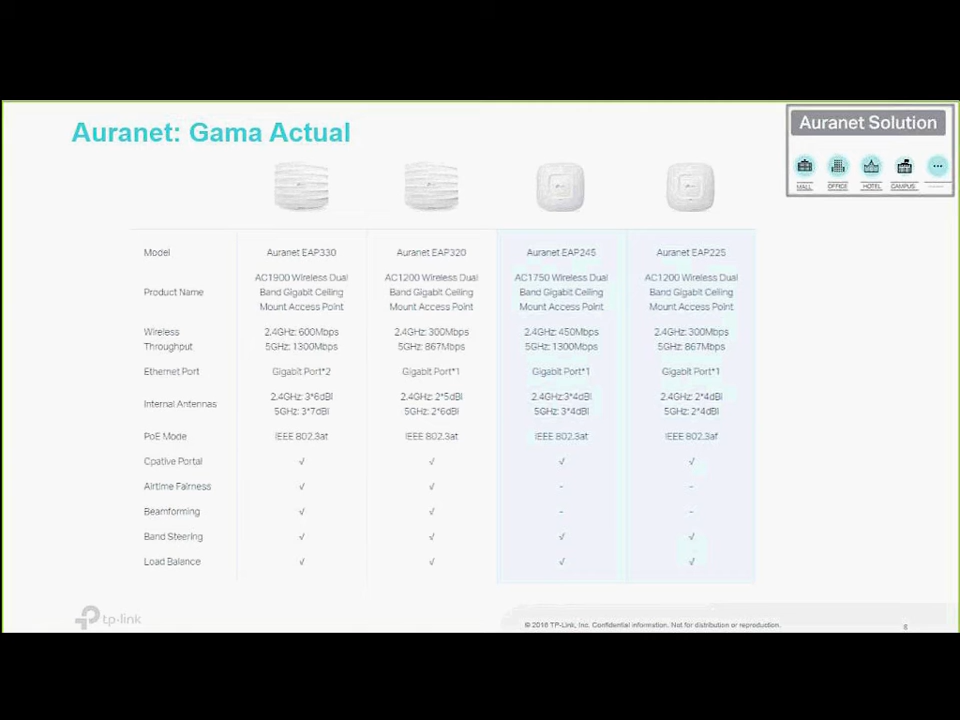 Auranet: Gama Actual
Auranet Solution
MALL OFFICE HOTEL CAMPUS
Model Auranet EAP330 Auranet EAP320 Auranet EAP245 Auranet EAP225
AC1900 Wireless Dual AC1200 Wireless Dual AC1750 Wireless Dual AC1200 Wireless Dual
Product Name Band Gigabit Ceiling Band Gigabit Ceiling Band Gigabit Ceiling Band Gigabit Ceiling
Mount Access Point Mount Access Point Mount Access Point Mount Access Point
Wireless 2.4GHz: 600Mbps 2.4GHz: 300Mbps 2.4GHz: 450Mbps 2.4GHz: 300Mbps
Throughput 5GHz: 1300Mbps 5GHz: 867Mbps 5GHz: 1300Mbps 5GHz: 867Mbps
Ethernet Port Gigabit Port*2 Gigabit Port*1 Gigabit Port*1 Gigabit Port*1
2.4GHz: 3*6dBI 2.4GHz: 2*5dBI 2.4GHz:3*4dBI 2.4GHz: 2*4dBI
Internal Antennas
5GHz: 3*7dBI 5GHz: 2*6dBI 5GHz: 3*4dBI 5GHz: 2*4dBI
PoE Mode IEEE 802.3at IEEE 802.3at IEEE 802.3at IEEE 802.3af
Cpative Portal √ √ √ √
Airtime Fairness √ √ - -
Beamforming √ √ - -
Band Steering √ √ √ √
Load Balance √ √ √ √
tp-link
© 2016 TP-Link, Inc. Confidential information. Not for distribution or reproduction. 8